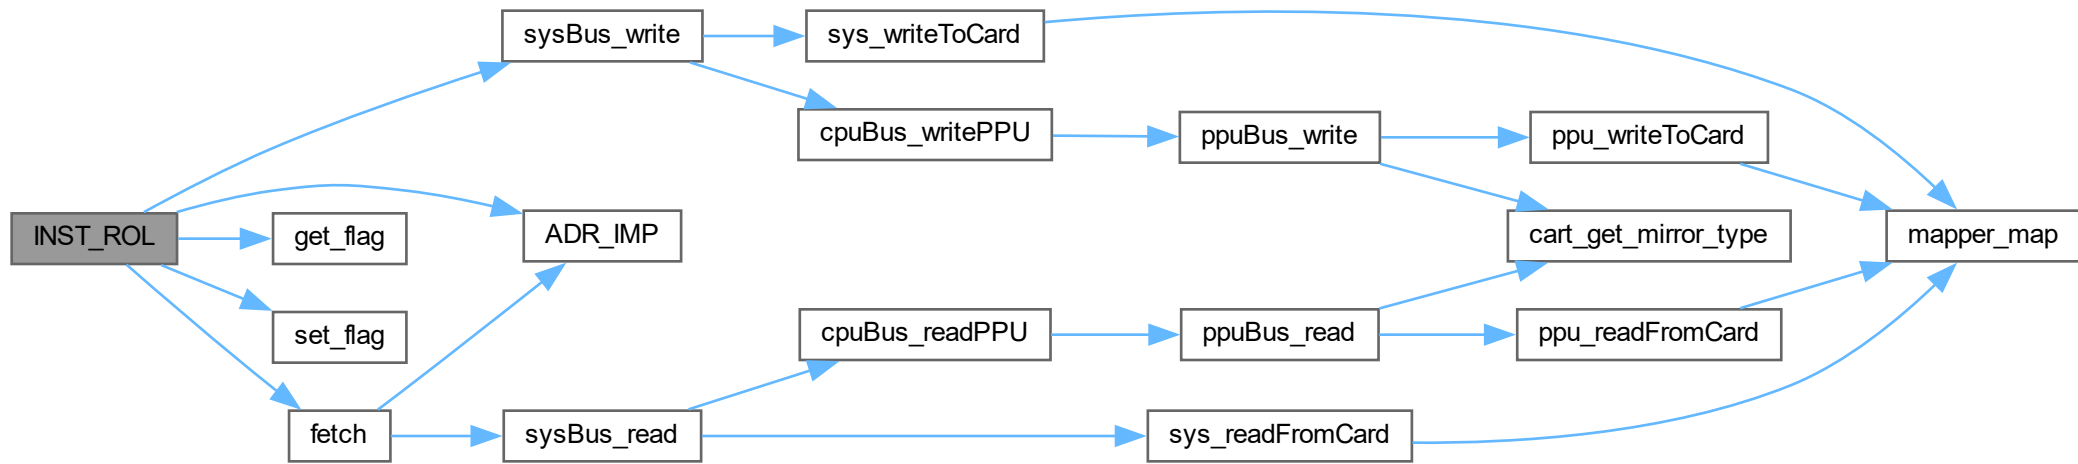 sysBus_write
sys_writeToCard
cpuBus_writePPU
ppuBus_write
ppu_writeToCard
INST_ROL
get_flag
ADR_IMP
cart_get_mirror_type
mapper_map
set_flag
cpuBus_readPPU
ppuBus_read
ppu_readFromCard
fetch
sysBus_read
sys_readFromCard